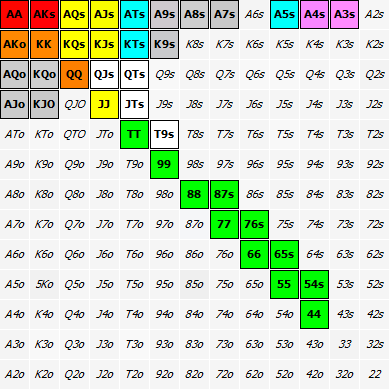 AA AKs AQs AJs ATs A9s A8s A7s A6s A5s A4s A3s A2s
AKo KK KQs KJs KTs K9s K8s K7s K6s K5s K4s K3s K2s
AQo KQo QQ QJs QTs Q9s Q8s Q7s Q6s Q5s Q4s Q3s Q2s
AJo KJO QJO JJ JTs J9s J8s J7s J6s J5s J4s J3s J2s
ATo KTo QTO JTo TT T9s T8s T7s T6s T5s T4s T3s T2s
A9o K9o Q9o J9o T9o 99 98s 97s 96s 95s 94s 93s 92s
A8o K8o Q8o J8o T8o 98o 88 87s 86s 85s 84s 83s 82s
A7o K7o Q7o J7o T7o 97o 87o 77 76s 75s 74s 73s 72s
A6o K6o Q6o J6o T6o 96o 86o 76o 66 65s 64s 63s 62s
A5o 5Ko Q5o J5o T5o 95o 85o 75o 65o 55 54s 53s 52s
A4o K4o Q4o J4o T4o 94o 84o 74o 64o 54o 44 43s 42s
A3o K3o Q3o J3o T3o 93o 83o 73o 63o 53o 43o 33 32s
A2o K2o Q2o J2o T2o 92o 82o 72o 62o 52o 42o 32o 22